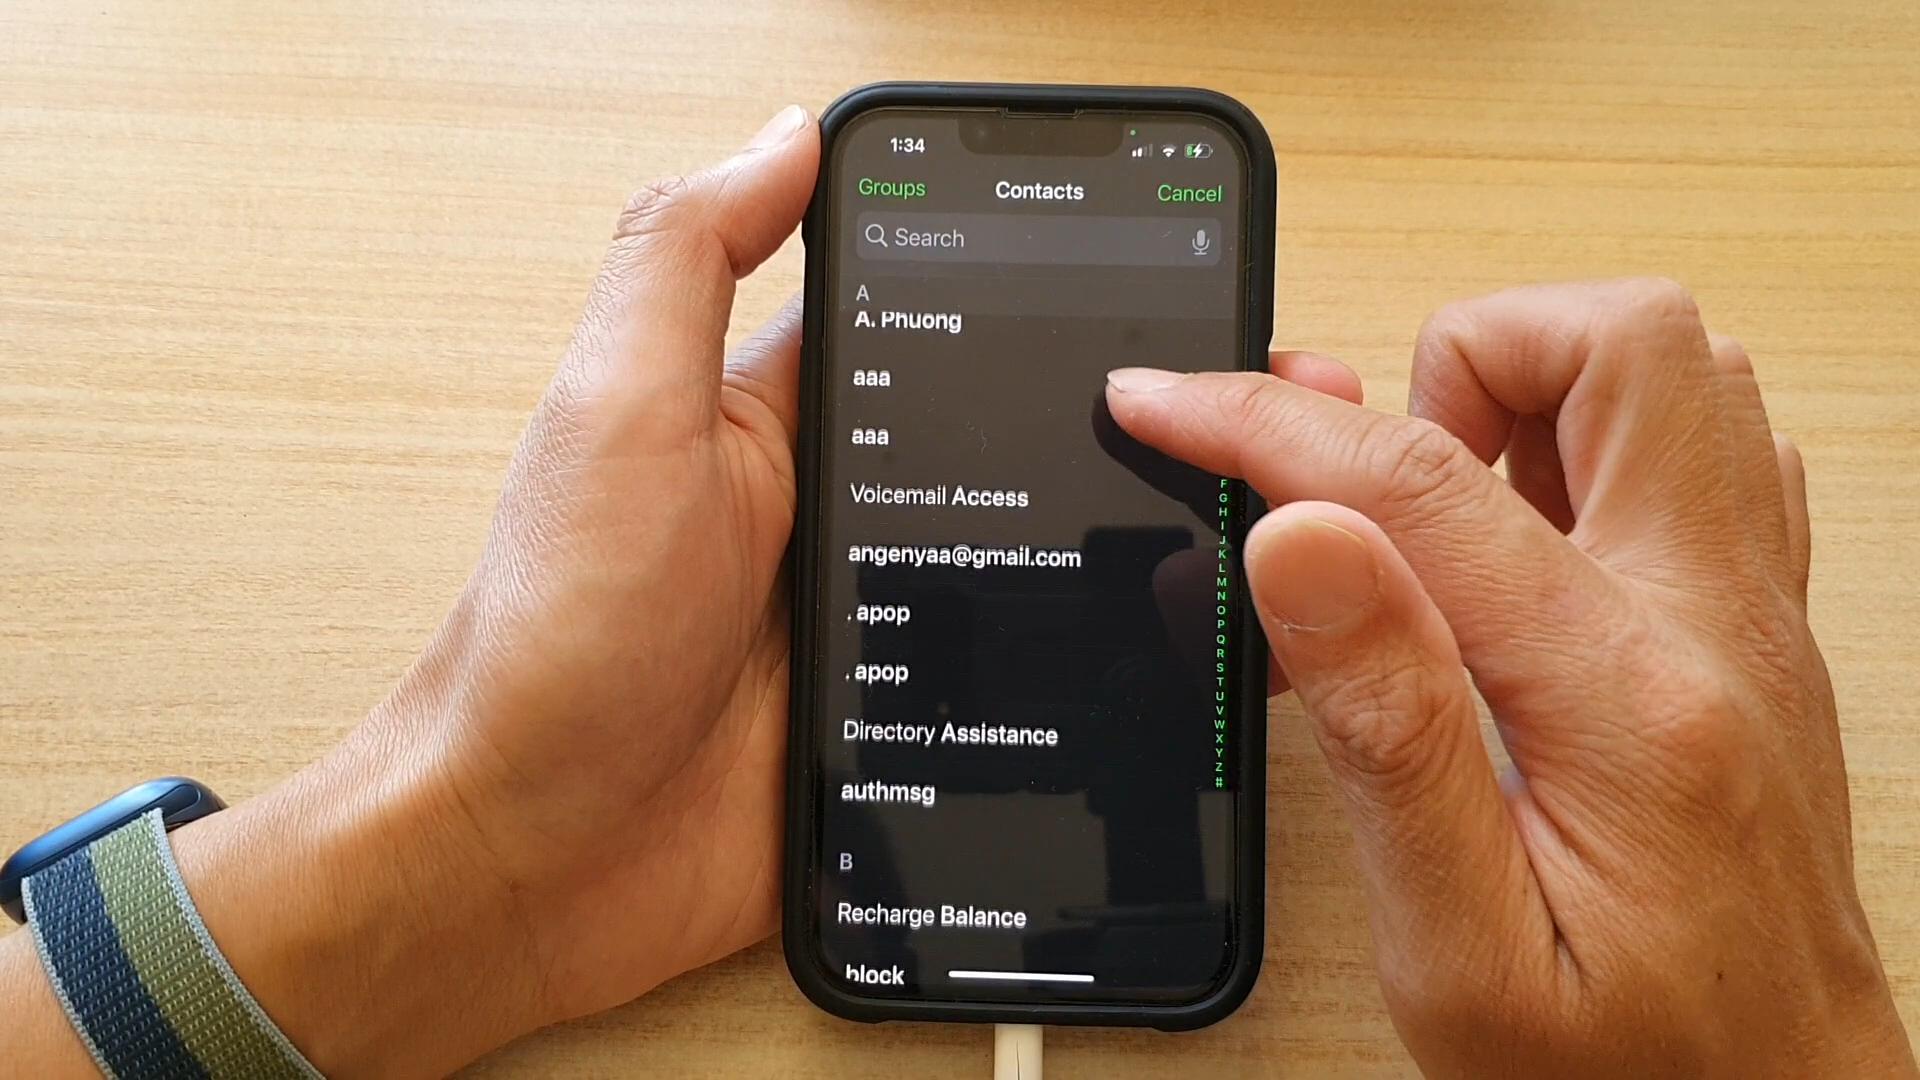 1:34
Groups Contacts Cancel
Search
A
A. Phuong
aaa
aaa
Voicemail Access
angenyaa@gmail.com
. apop
. apop
Directory Assistance
authmsg
B
Recharge Balance
block
F
G
H
I
J
K
L
M
N
O
P
Q
R
S
T
U
V
W
X
Y
Z
#